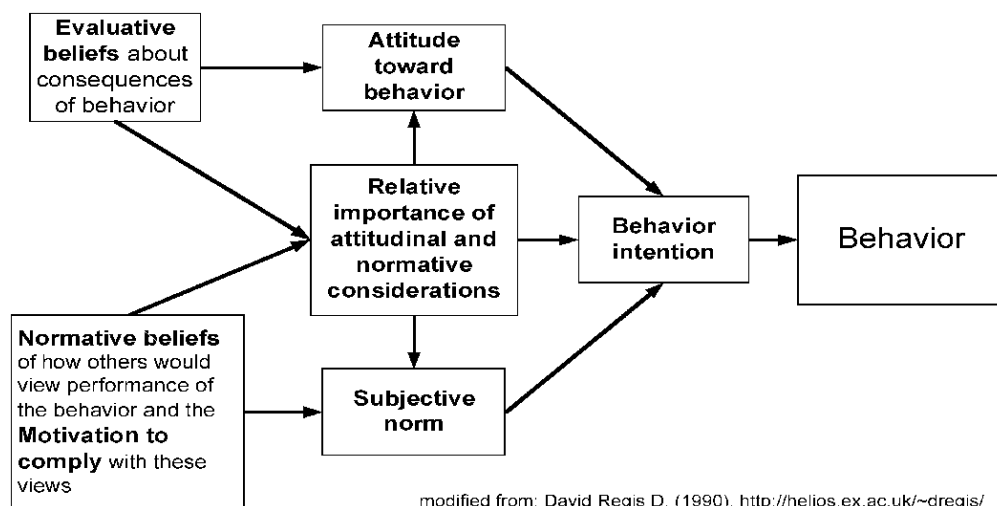 Evaluative
beliefs about
consequences
of behavior
Attitude
toward
behavior
Relative
importance of
attitudinal and
normative
considerations
Behavior
intention
Behavior
Normative beliefs
of how others would
view performance of
the behavior and the
Motivation to
comply with these
views
Subjective
norm
modified from: David Regis D. (1990). http://helios.ex.ac.uk/~dregis/